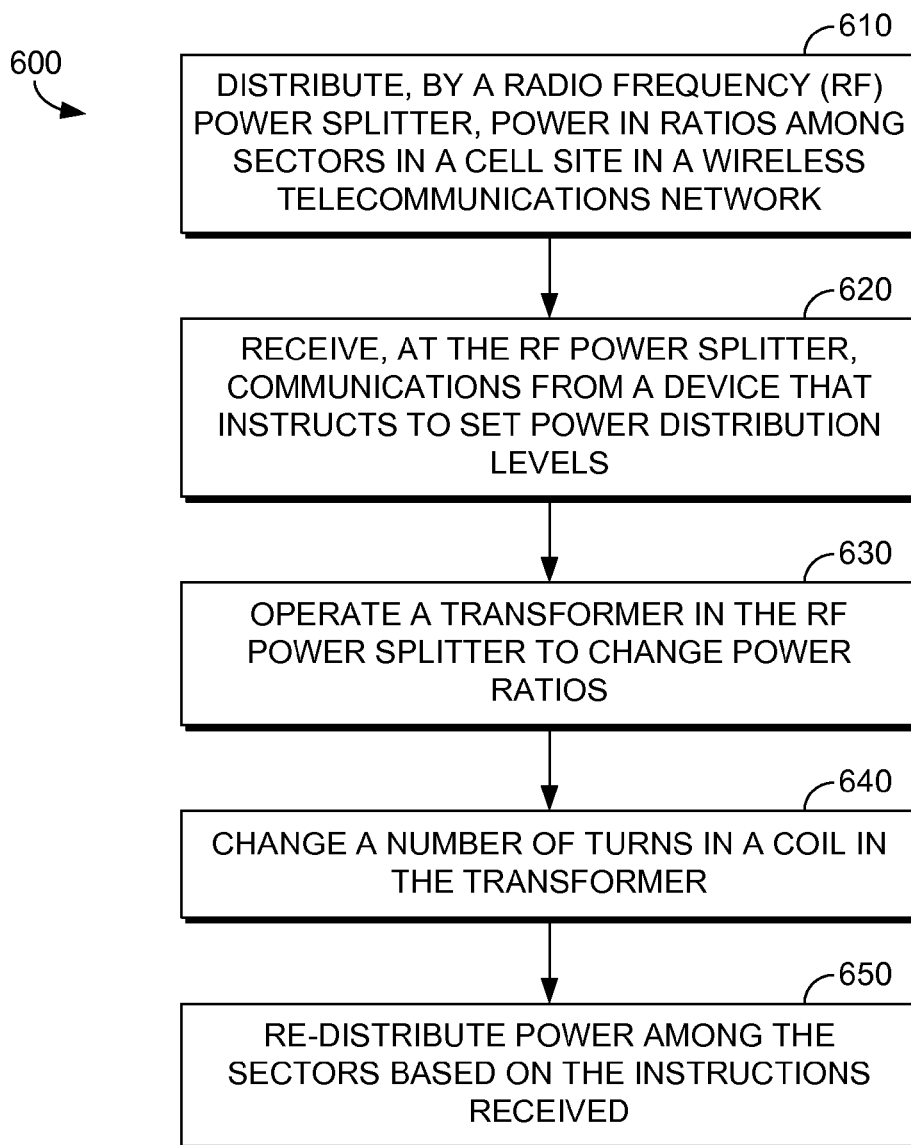 600
610
DISTRIBUTE, BY A RADIO FREQUENCY (RF)
POWER SPLITTER, POWER IN RATIOS AMONG
SECTORS IN A CELL SITE IN A WIRELESS
TELECOMMUNICATIONS NETWORK
620
RECEIVE, AT THE RF POWER SPLITTER,
COMMUNICATIONS FROM A DEVICE THAT
INSTRUCTS TO SET POWER DISTRIBUTION
LEVELS
630
OPERATE A TRANSFORMER IN THE RF
POWER SPLITTER TO CHANGE POWER
RATIOS
640
CHANGE A NUMBER OF TURNS IN A COIL IN
THE TRANSFORMER
650
RE-DISTRIBUTE POWER AMONG THE
SECTORS BASED ON THE INSTRUCTIONS
RECEIVED